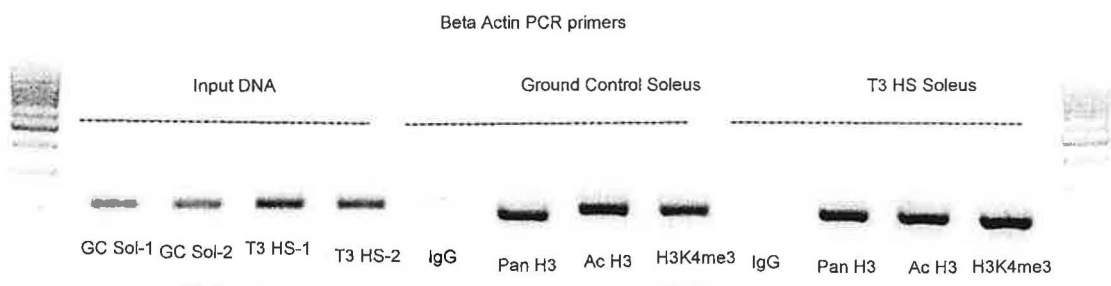 Beta Actin PCR primers
Input DNA
Ground Control Soleus
T3 HS Soleus
GC Sol-1 GC Sol-2 T3 HS-1 T3 HS-2 IgG Pan H3 Ac H3 H3K4me3 IgG Pan H3 Ac H3 H3K4me3